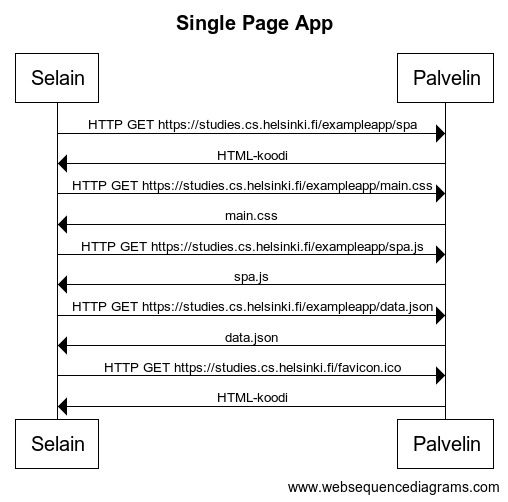 Single Page App
Selain Palvelin
HTTP GET https://studies.cs.helsinki.fi/exampleapp/spa
HTML-koodi
HTTP GET https://studies.cs.helsinki.fi/exampleapp/main.css
main.css
HTTP GET https://studies.cs.helsinki.fi/exampleapp/spa.js
spa.js
HTTP GET https://studies.cs.helsinki.fi/exampleapp/data.json
data.json
HTTP GET https://studies.cs.helsinki.fi/favicon.ico
HTML-koodi
Selain Palvelin
www.websequencediagrams.com